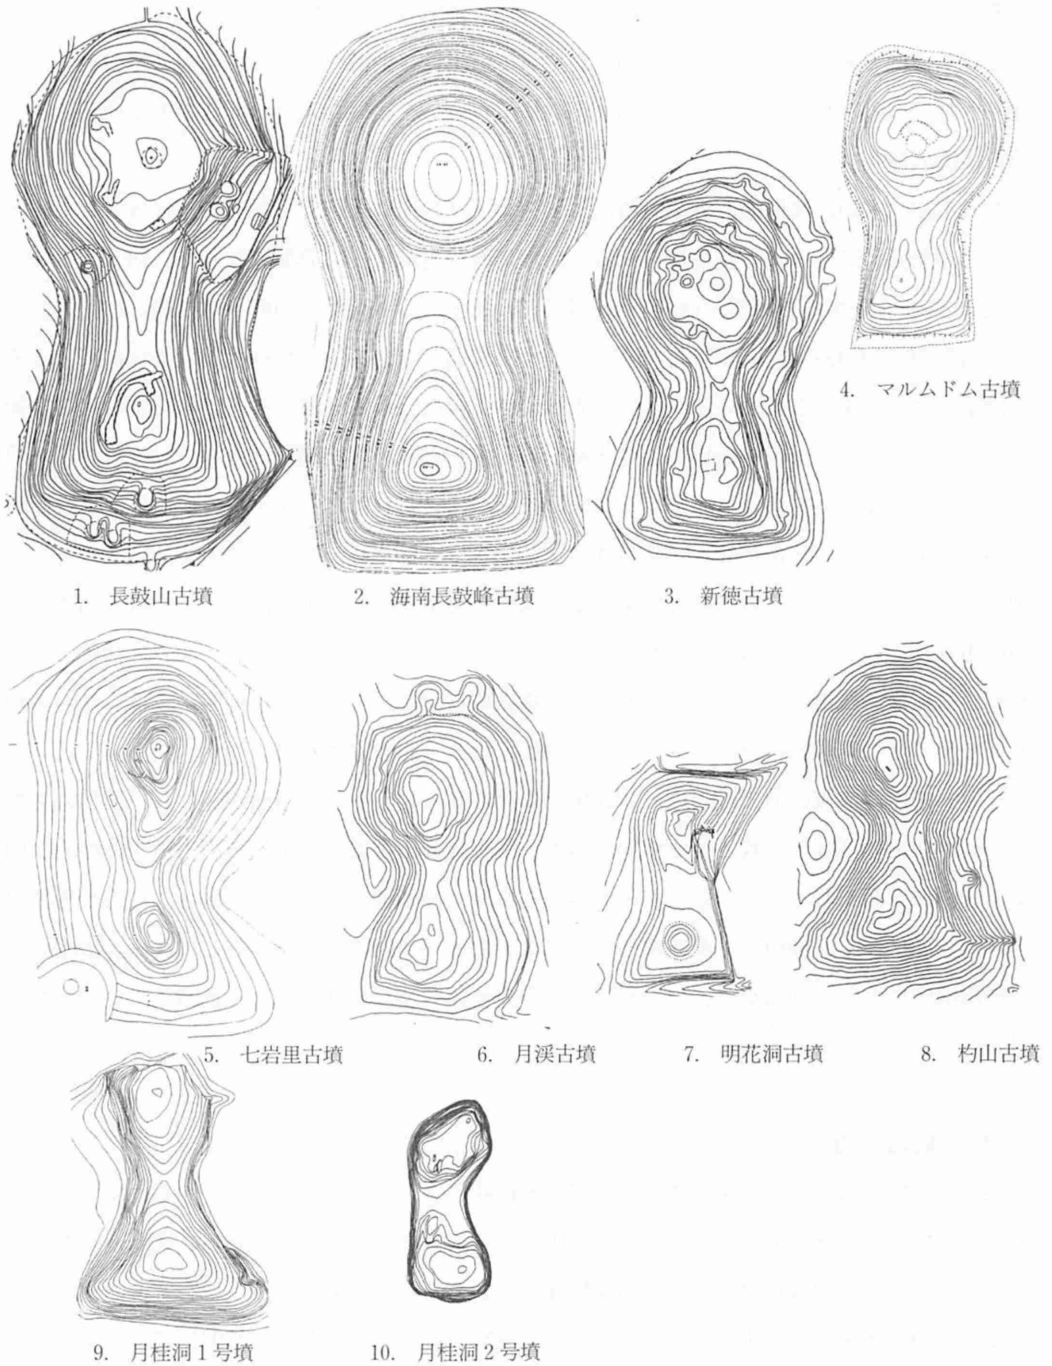 1. 長鼓山古墳
2. 海南長鼓峰古墳
3. 新徳古墳
4. マルムドム古墳
5. 七岩里古墳
6. 月渓古墳
7. 明花洞古墳
8. 杓山古墳
9. 月桂洞1号墳
10. 月桂洞2号墳